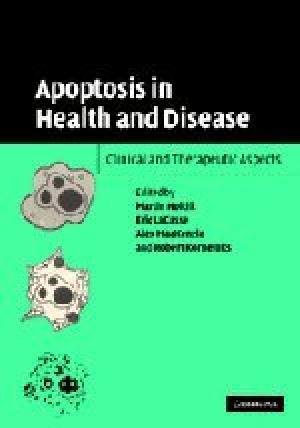 Apoptosis in
Health and Disease
Clinical and Therapeutic Aspects
Edited by
Martin Holcik
Eric LaCasse
Alex MacKenzie
and Robert Korneluk
CAMBRIDGE